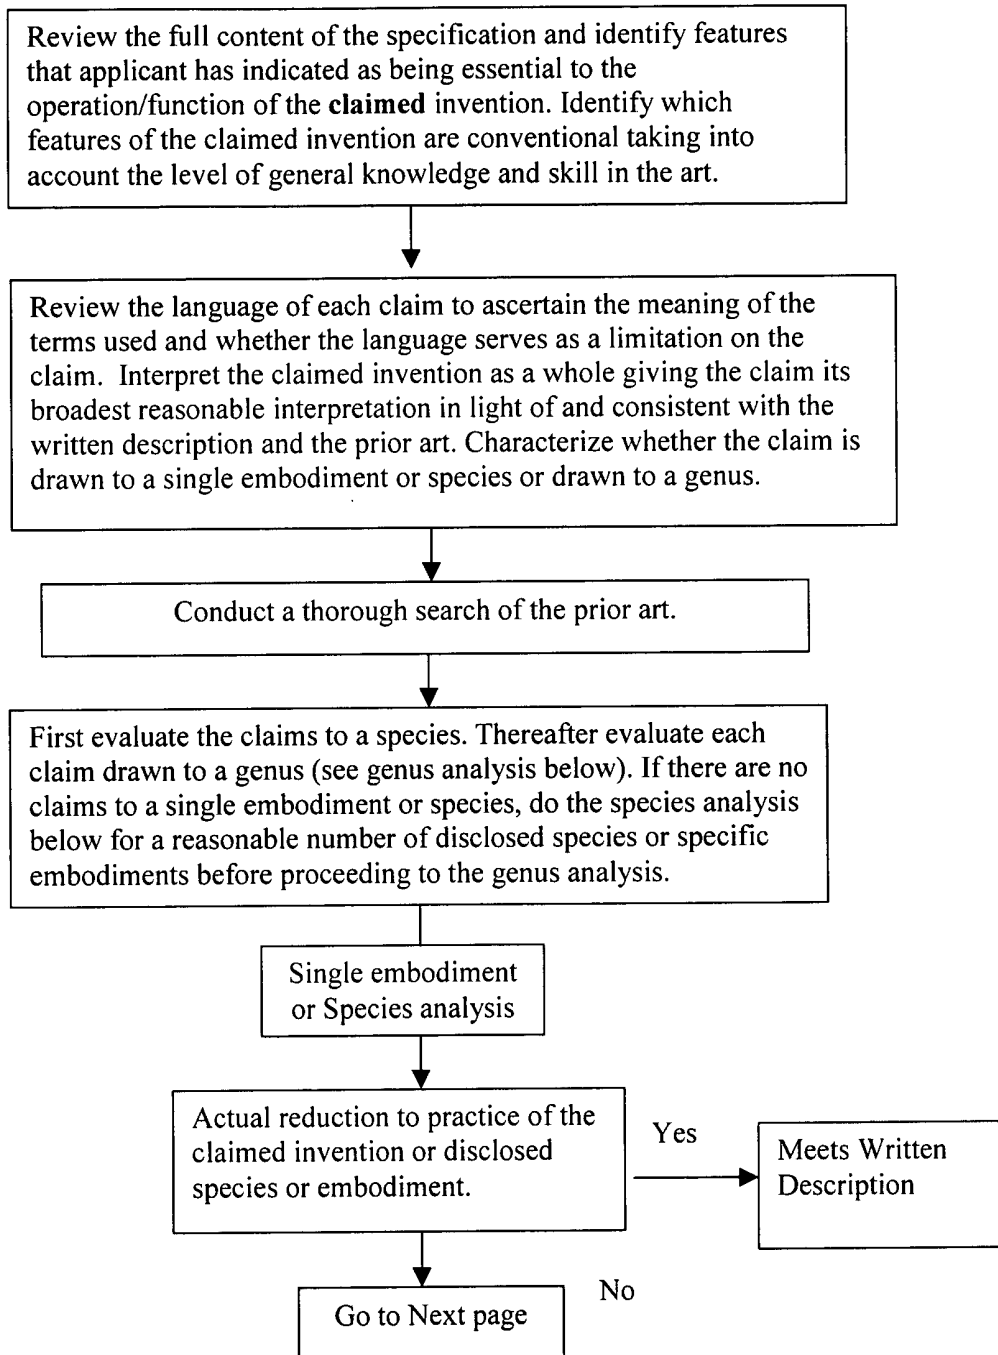 Review the full content of the specification and identify features
that applicant has indicated as being essential to the
operation/function of the claimed invention. Identify which
features of the claimed invention are conventional taking into
account the level of general knowledge and skill in the art.
Review the language of each claim to ascertain the meaning of the
terms used and whether the language serves as a limitation on the
claim. Interpret the claimed invention as a whole giving the claim its
broadest reasonable interpretation in light of and consistent with the
written description and the prior art. Characterize whether the claim is
drawn to a single embodiment or species or drawn to a genus.
Conduct a thorough search of the prior art.
First evaluate the claims to a species. Thereafter evaluate each
claim drawn to a genus (see genus analysis below). If there are no
claims to a single embodiment or species, do the species analysis
below for a reasonable number of disclosed species or specific
embodiments before proceeding to the genus analysis.
Single embodiment
or Species analysis
Actual reduction to practice of the
claimed invention or disclosed
species or embodiment.
Yes
Meets Written
Description
No
Go to Next page